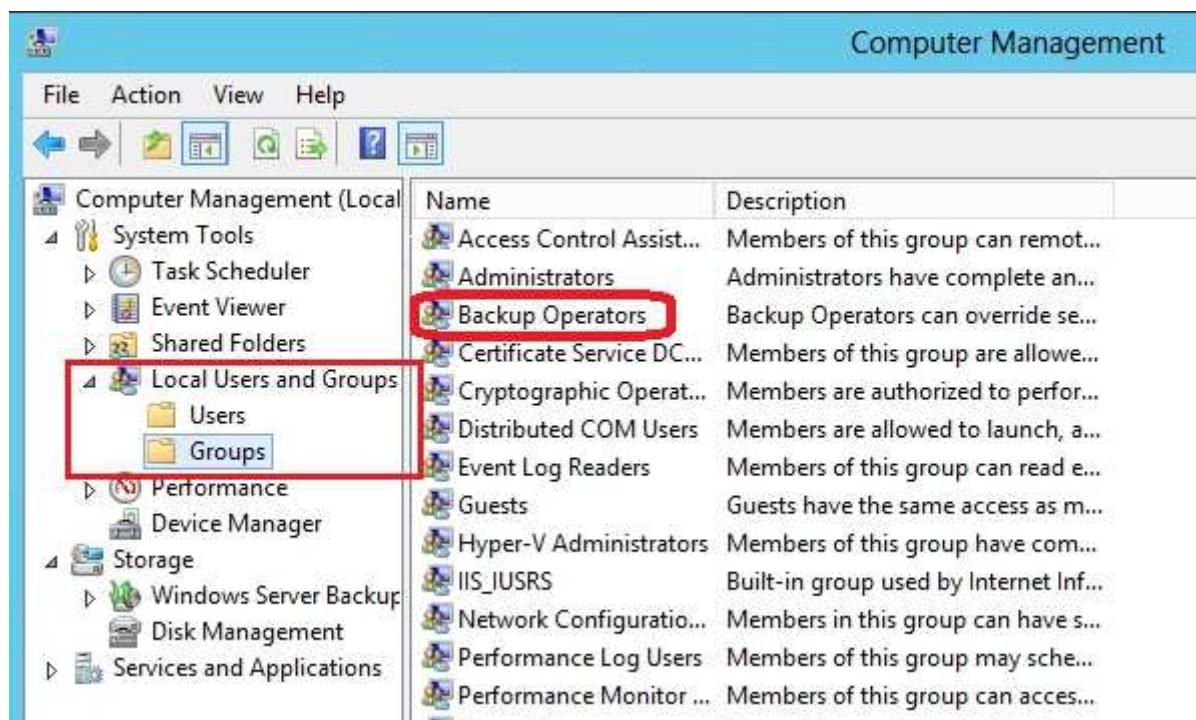 Computer Management
File Action View Help
Computer Management (Local
System Tools
Task Scheduler
Event Viewer
Shared Folders
Local Users and Groups
Users
Groups
Performance
Device Manager
Storage
Windows Server Backup
Disk Management
Services and Applications
Name Description
Access Control Assist... Members of this group can remot...
Administrators Administrators have complete an...
Backup Operators Backup Operators can override se...
Certificate Service DC... Members of this group are allowe...
Cryptographic Operat... Members are authorized to perfor...
Distributed COM Users Members are allowed to launch, a...
Event Log Readers Members of this group can read e...
Guests Guests have the same access as m...
Hyper-V Administrators Members of this group have com...
IIS_IUSRS Built-in group used by Internet Inf...
Network Configuratio... Members in this group can have s...
Performance Log Users Members of this group may sche...
Performance Monitor ... Members of this group can acces...